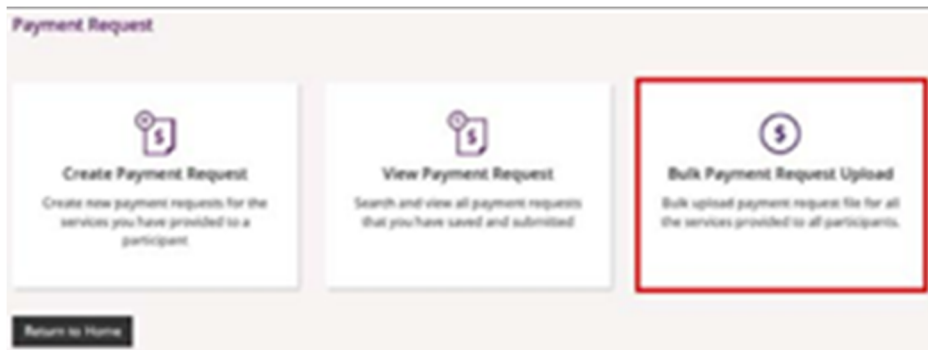 Payment Request
Create Payment Request
Create new payment requests for the
services you have provided to a
participant
View Payment Request
Search and view all payment requests
that you have saved and submitted
Bulk Payment Request Upload
Bulk upload payment request file for all
the services provided to all participants.
Return to Home